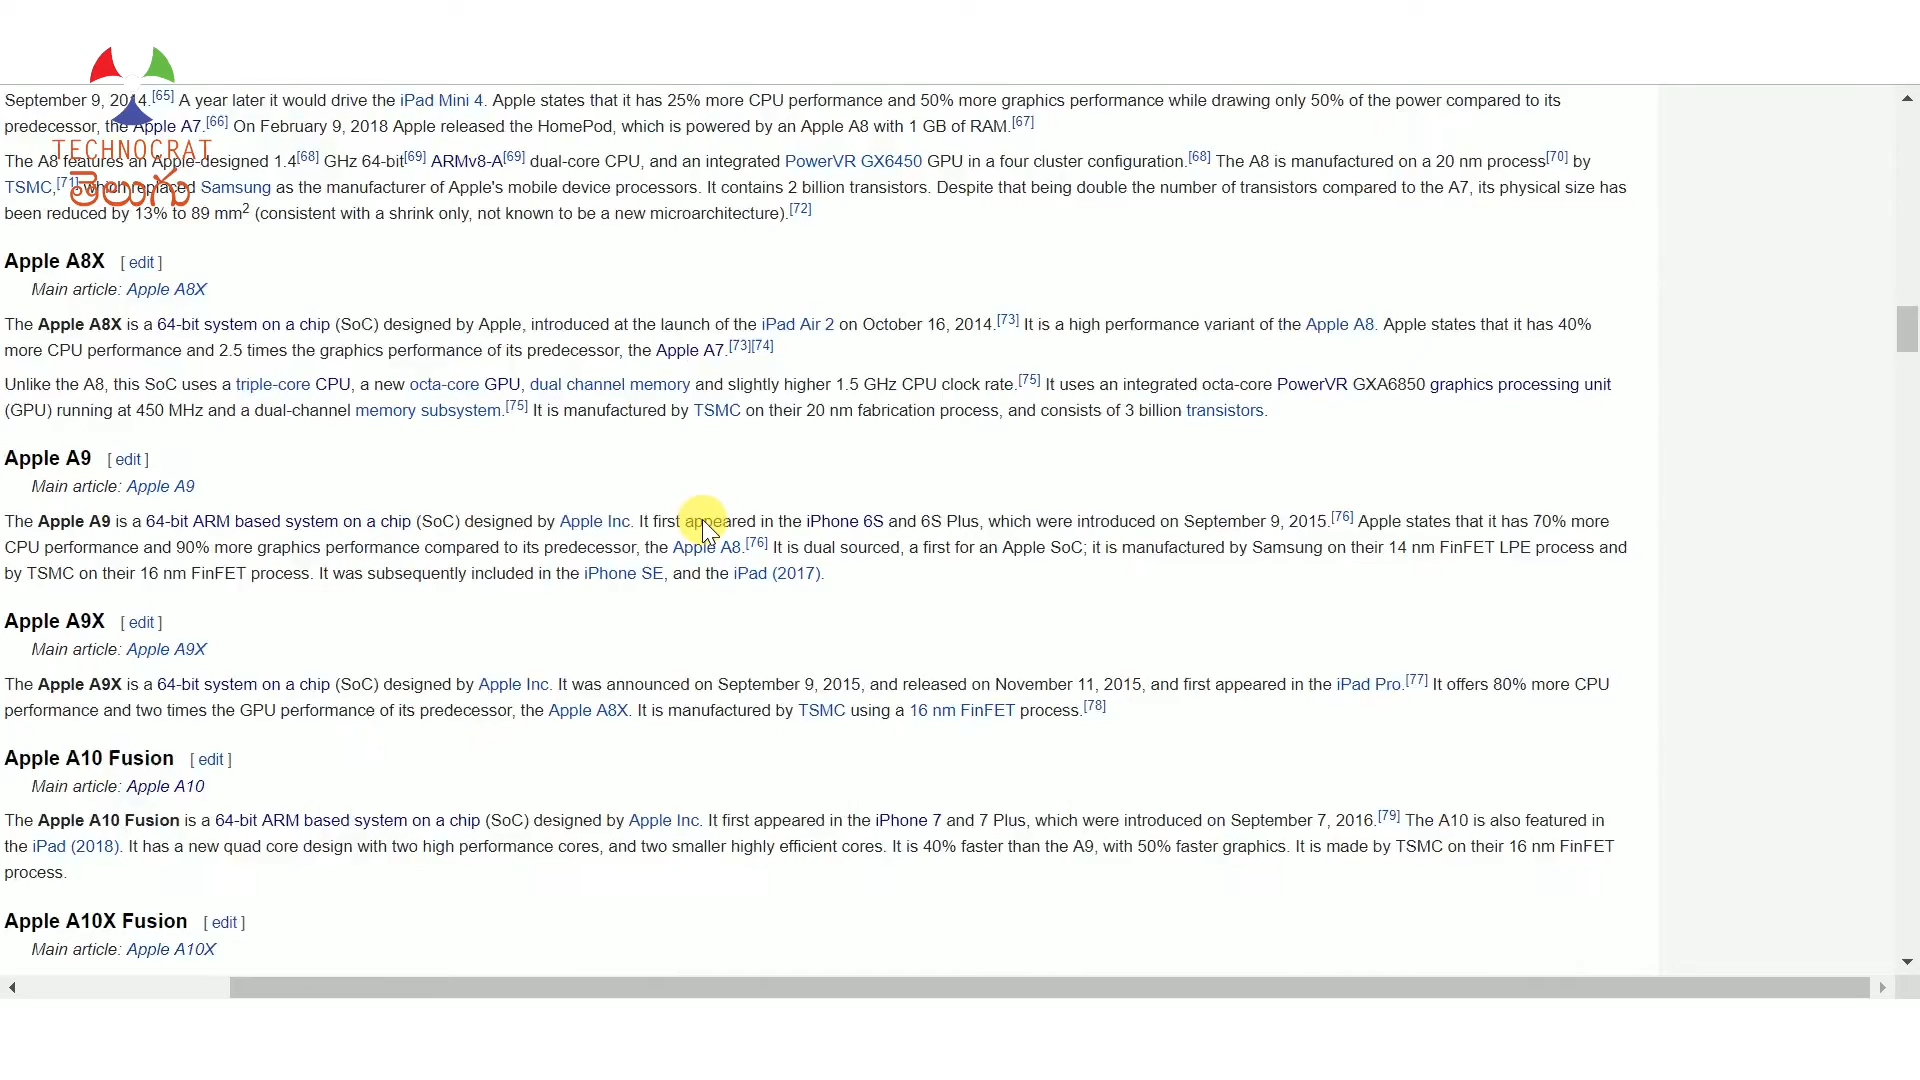 September 9, 2014.[65] A year later it would drive the iPad Mini 4. Apple states that it has 25% more CPU performance and 50% more graphics performance while drawing only 50% of the power compared to its
predecessor, the Apple A7.[66] On February 9, 2018 Apple released the HomePod, which is powered by an Apple A8 with 1 GB of RAM.[67]
TECHNOCRAT
తెలుగు
The A8 features an Apple-designed 1.4[68] GHz 64-bit[69] ARMv8-A[69] dual-core CPU, and an integrated PowerVR GX6450 GPU in a four cluster configuration.[68] The A8 is manufactured on a 20 nm process[70] by
TSMC,[71] which replaced Samsung as the manufacturer of Apple's mobile device processors. It contains 2 billion transistors. Despite that being double the number of transistors compared to the A7, its physical size has
been reduced by 13% to 89 mm2 (consistent with a shrink only, not known to be a new microarchitecture).[72]
Apple A8X [ edit ]
Main article: Apple A8X
The Apple A8X is a 64-bit system on a chip (SoC) designed by Apple, introduced at the launch of the iPad Air 2 on October 16, 2014.[73] It is a high performance variant of the Apple A8. Apple states that it has 40%
more CPU performance and 2.5 times the graphics performance of its predecessor, the Apple A7.[73][74]
Unlike the A8, this SoC uses a triple-core CPU, a new octa-core GPU, dual channel memory and slightly higher 1.5 GHz CPU clock rate.[75] It uses an integrated octa-core PowerVR GXA6850 graphics processing unit
(GPU) running at 450 MHz and a dual-channel memory subsystem.[75] It is manufactured by TSMC on their 20 nm fabrication process, and consists of 3 billion transistors.
Apple A9 [ edit ]
Main article: Apple A9
The Apple A9 is a 64-bit ARM based system on a chip (SoC) designed by Apple Inc. It first appeared in the iPhone 6S and 6S Plus, which were introduced on September 9, 2015.[76] Apple states that it has 70% more
CPU performance and 90% more graphics performance compared to its predecessor, the Apple A8.[76] It is dual sourced, a first for an Apple SoC; it is manufactured by Samsung on their 14 nm FinFET LPE process and
by TSMC on their 16 nm FinFET process. It was subsequently included in the iPhone SE, and the iPad (2017).
Apple A9X [ edit ]
Main article: Apple A9X
The Apple A9X is a 64-bit system on a chip (SoC) designed by Apple Inc. It was announced on September 9, 2015, and released on November 11, 2015, and first appeared in the iPad Pro.[77] It offers 80% more CPU
performance and two times the GPU performance of its predecessor, the Apple A8X. It is manufactured by TSMC using a 16 nm FinFET process.[78]
Apple A10 Fusion [ edit ]
Main article: Apple A10
The Apple A10 Fusion is a 64-bit ARM based system on a chip (SoC) designed by Apple Inc. It first appeared in the iPhone 7 and 7 Plus, which were introduced on September 7, 2016.[79] The A10 is also featured in
the iPad (2018). It has a new quad core design with two high performance cores, and two smaller highly efficient cores. It is 40% faster than the A9, with 50% faster graphics. It is made by TSMC on their 16 nm FinFET
process.
Apple A10X Fusion [ edit ]
Main article: Apple A10X